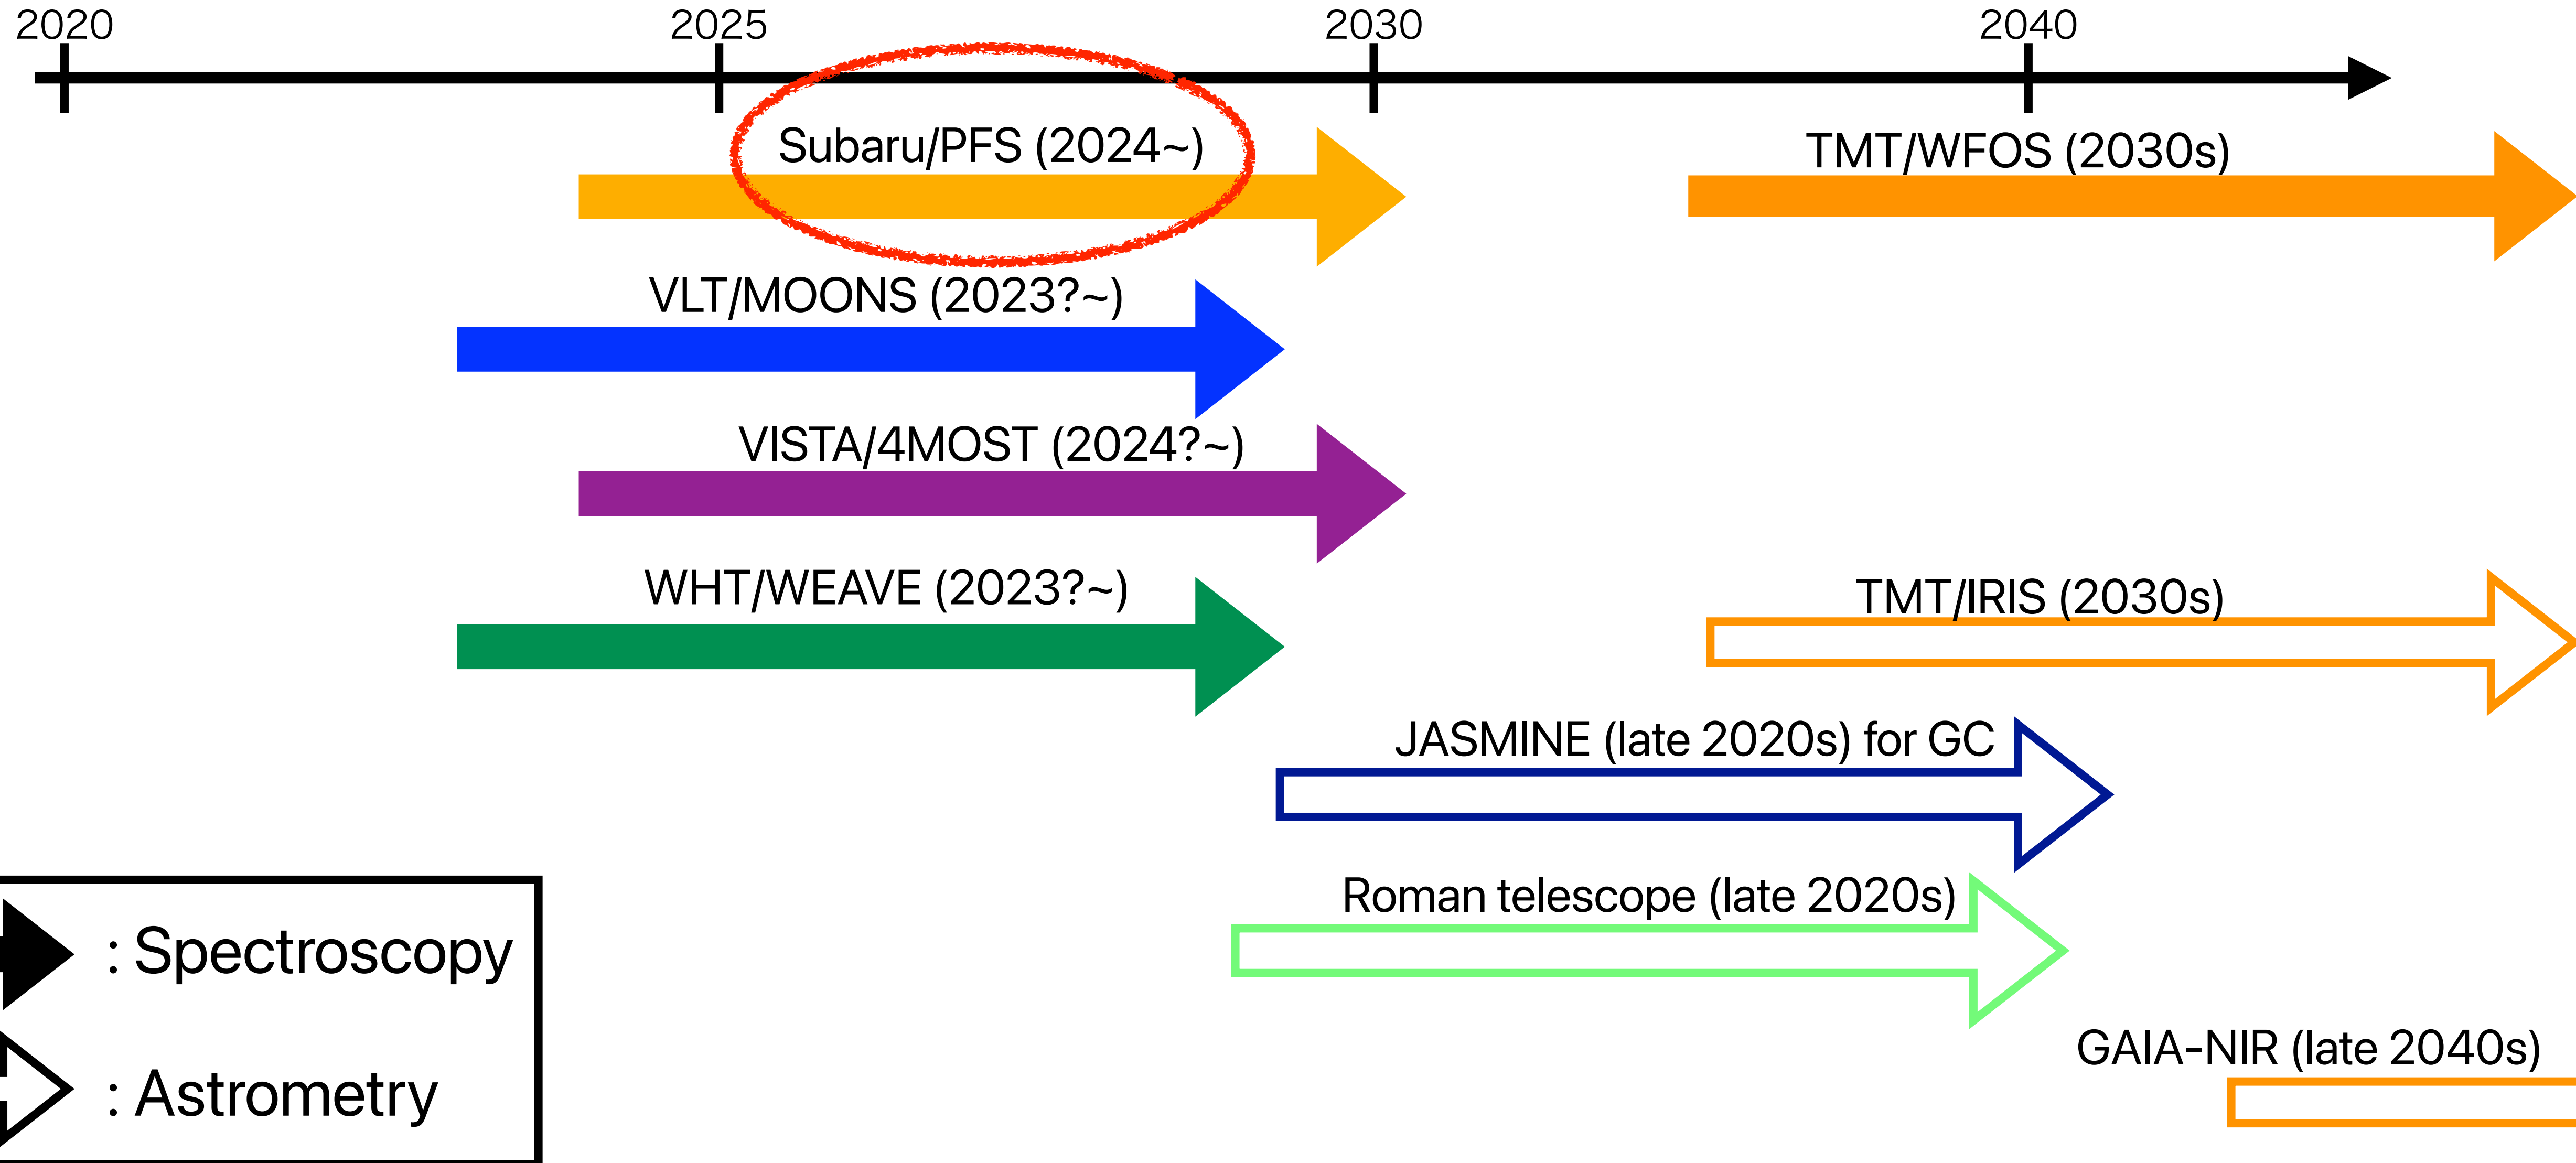 2020 2025 2030 2040
Subaru/PFS (2024~)
TMT/WFOS (2030s)
VLT/MOONS (2023?~)
VISTA/4MOST (2024?~)
WHT/WEAVE (2023?~)
TMT/IRIS (2030s)
JASMINE (late 2020s) for GC
Roman telescope (late 2020s)
: Spectroscopy
GAIA-NIR (late 2040s)
: Astrometry